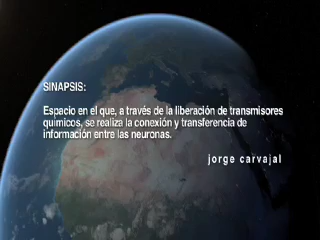 SINAPSIS:
Espacio en el que, a través de la liberación de transmisores
químicos, se realiza la conexión y transferencia de
información entre las neuronas.
jorge carvajal